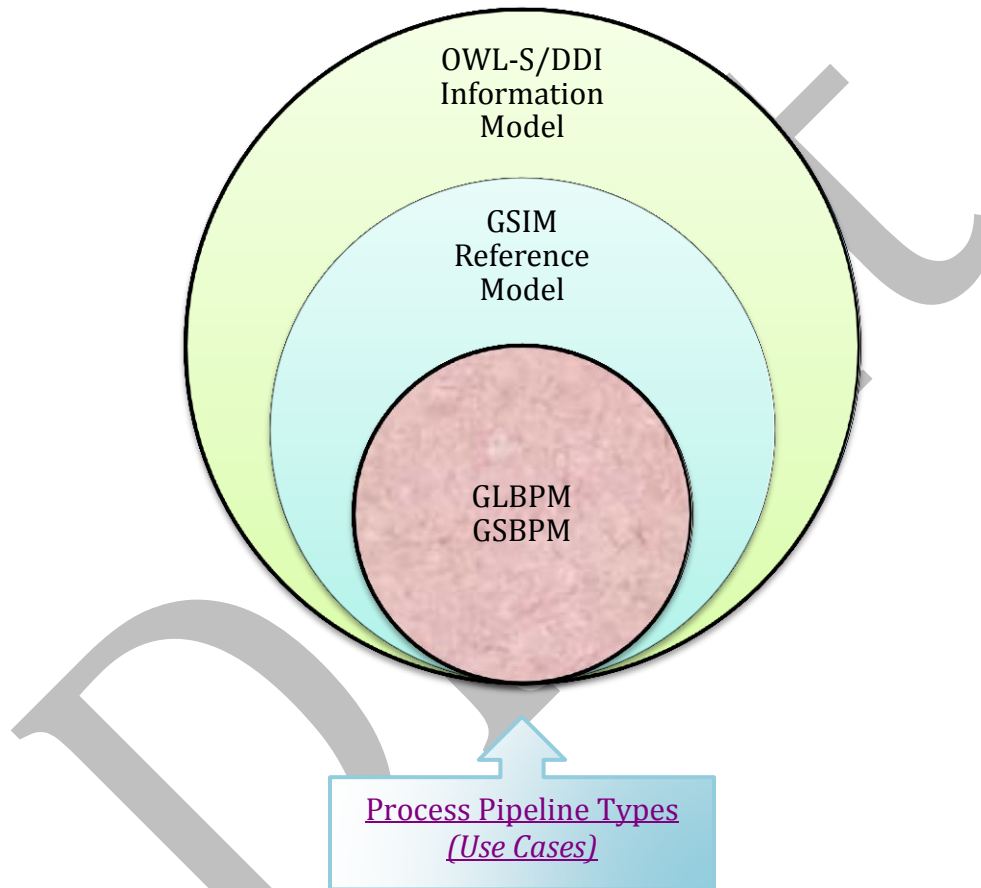 OWL-S/DDI
Information
Model
GSIM
Reference
Model
GLBPM
GSBPM
Process Pipeline Types
(Use Cases)